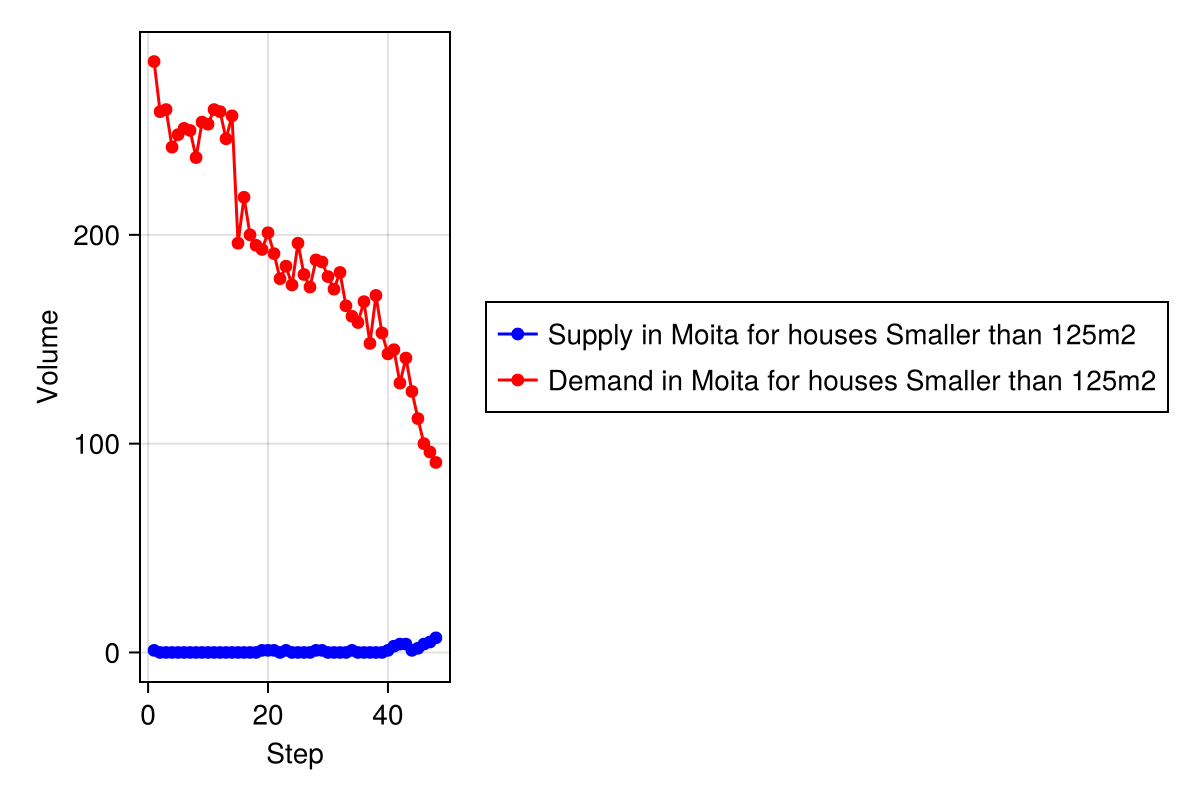 Volume
200
100
0
0 20 40
Step
Supply in Moita for houses Smaller than 125m2
Demand in Moita for houses Smaller than 125m2